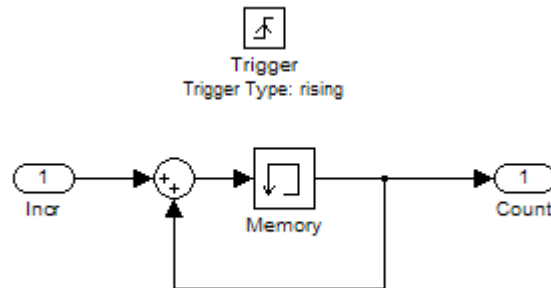 Trigger
Trigger Type: rising
1
Incr
+
+
Memory
1
Count